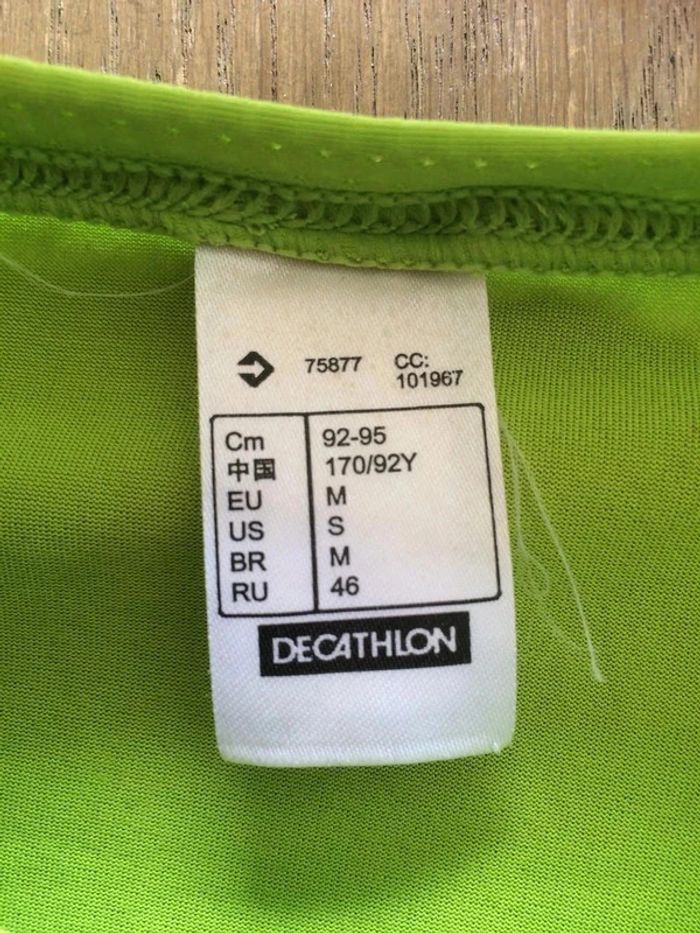 75877 CC:
101967
Cm 92-95
中国 170/92Y
EU M
US S
BR M
RU 46
DECATHLON